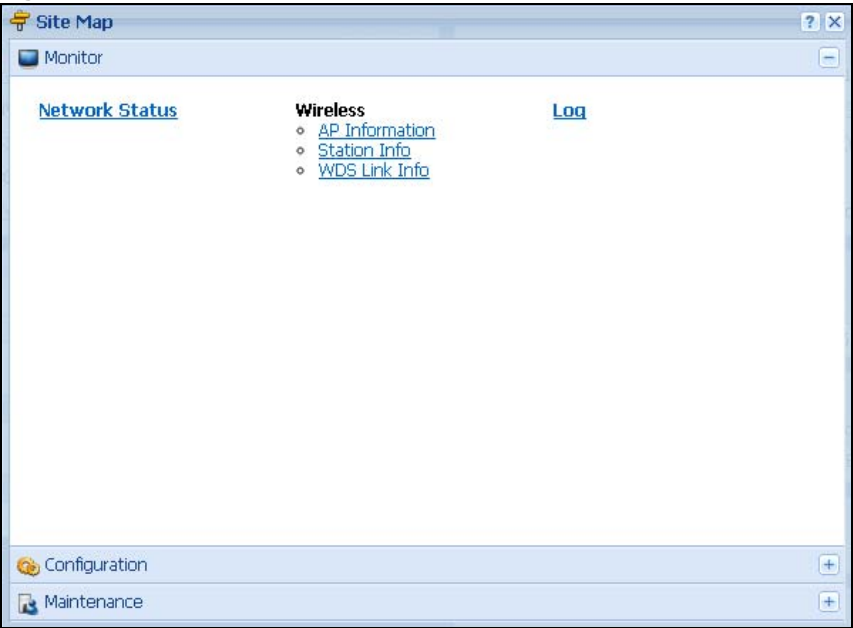 Site Map
?
Monitor
Network Status
Wireless
AP Information
Station Info
WDS Link Info
Log
Configuration
Maintenance